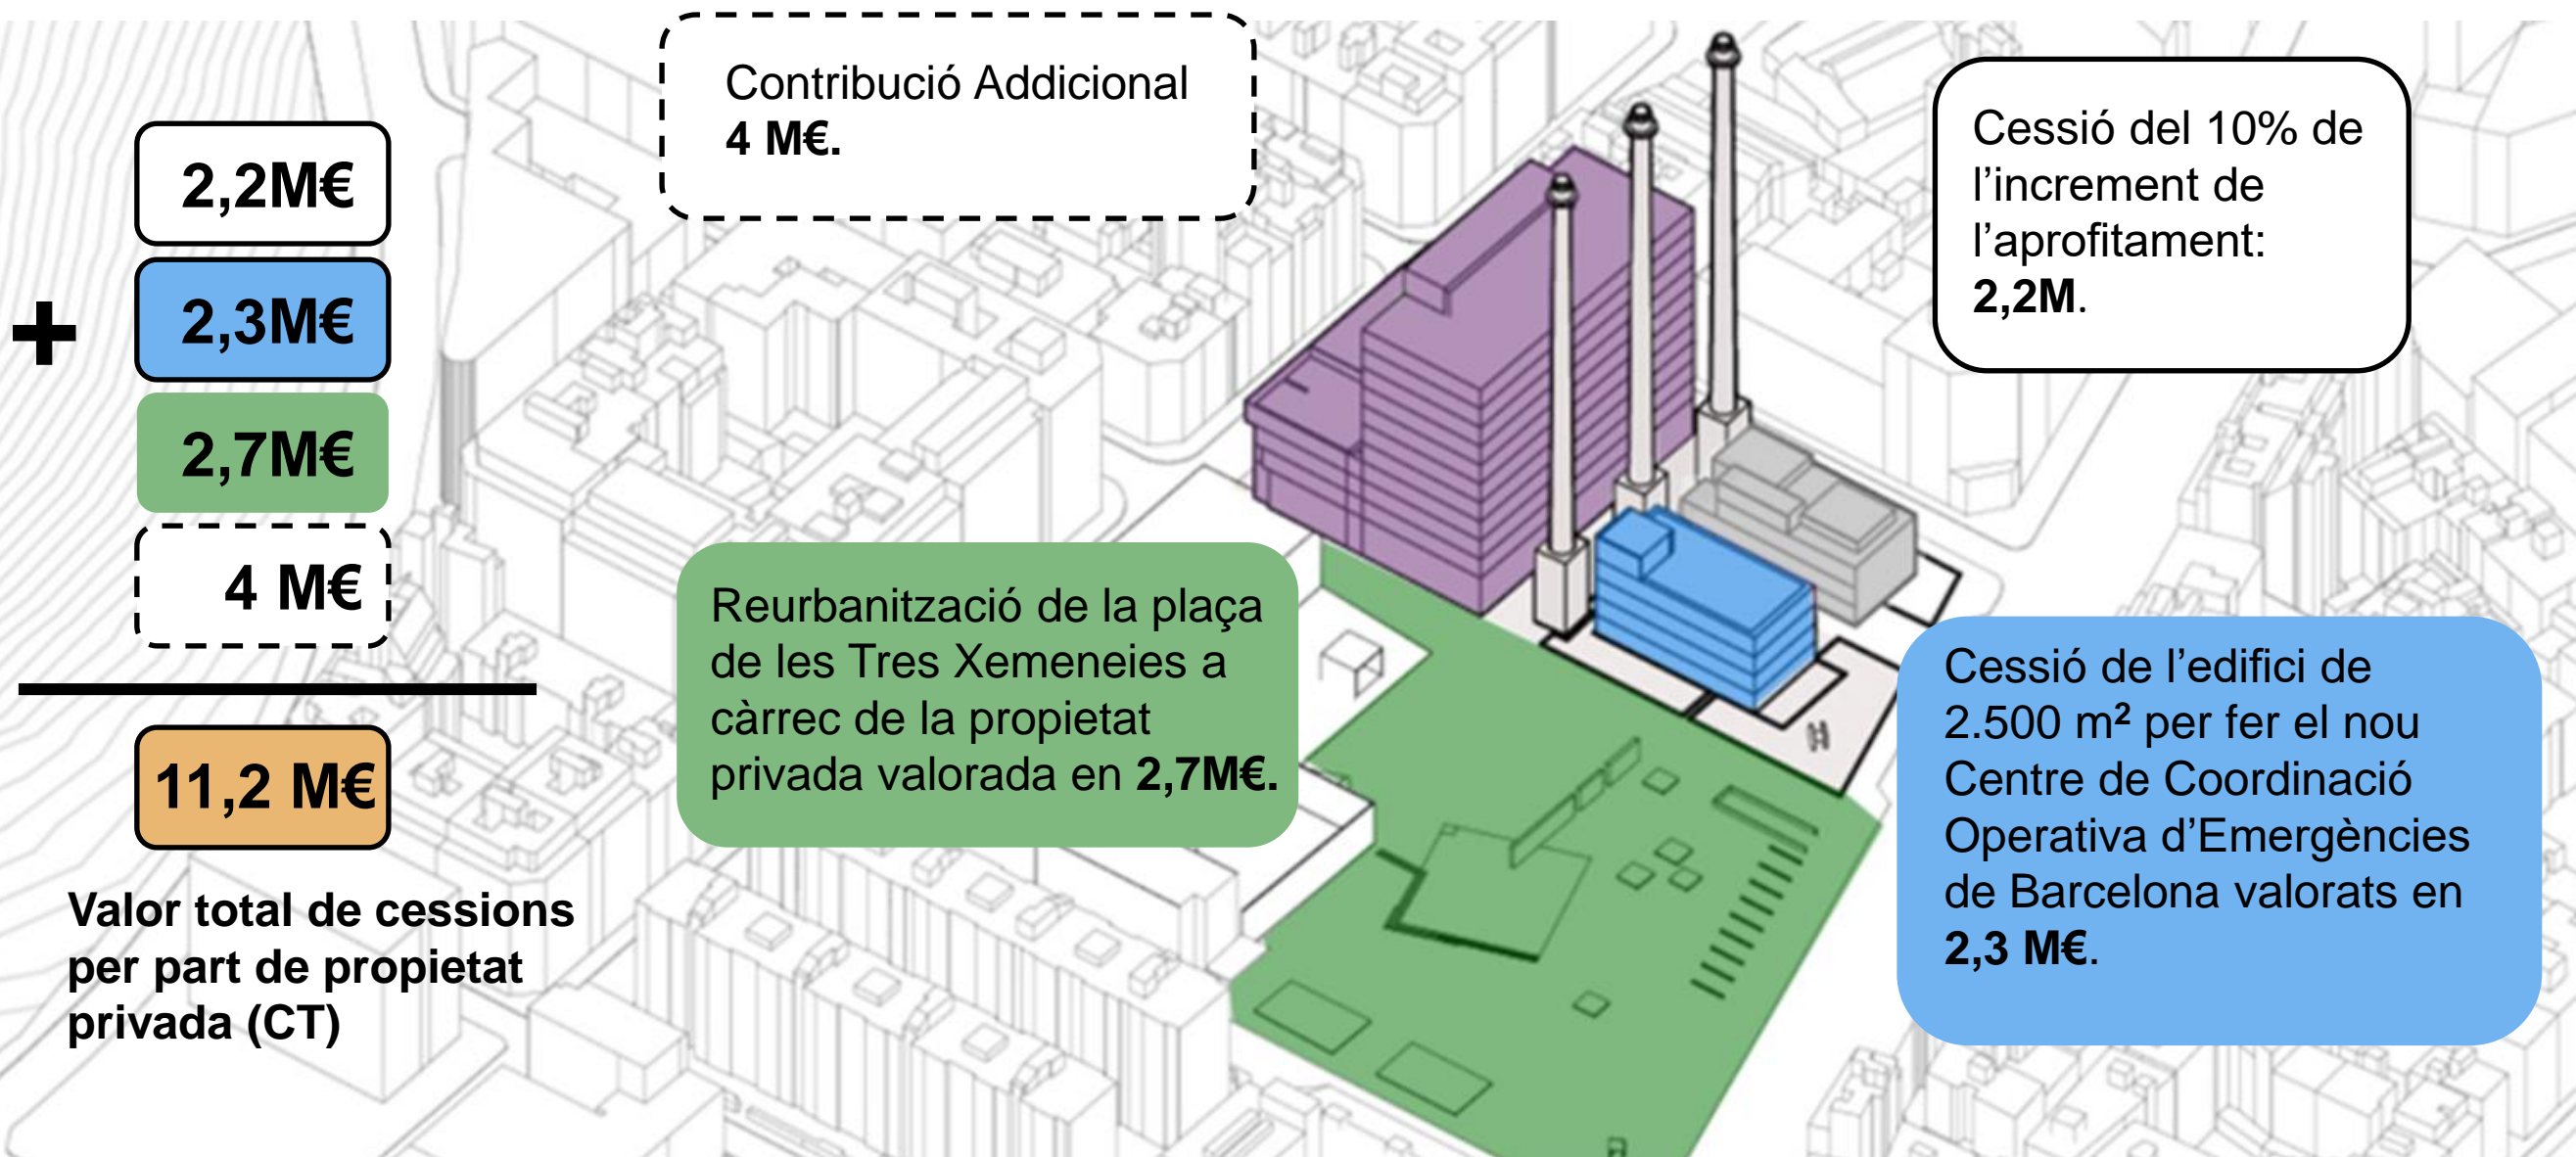 2,2M€
+
2,3M€
2,7M€
4 M€
11,2 M€
Valor total de cessions
per part de propietat
privada (CT)
Contribució Addicional
4 M€.
Reurbanització de la plaça
de les Tres Xemeneies a
càrrec de la propietat
privada valorada en 2,7M€.
Cessió del 10% de
l’increment de
l’aprofitament:
2,2M.
Cessió de l’edifici de
2.500 m² per fer el nou
Centre de Coordinació
Operativa d’Emergències
de Barcelona valorats en
2,3 M€.